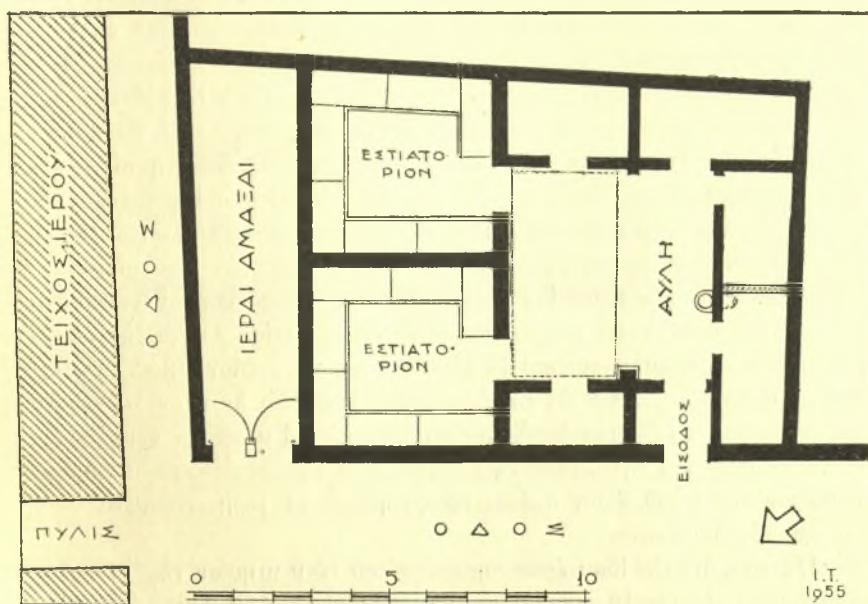 ΤΕΙΧΟΣ ΙΕΡΟΥ
Ο Δ Ο Σ
ΙΕΡΑΙ ΑΜΑΞΑΙ
ΕΣΤΙΑΤΟ-
ΡΙΟΝ
ΕΣΤΙΑΤΟ-
ΡΙΟΝ
ΑΥΛΗ
ΕΙΣΟΔΟΣ
ΠΥΛΙΣ
Ο Δ Ο Σ
0 5 10
Ι.Τ.
1955